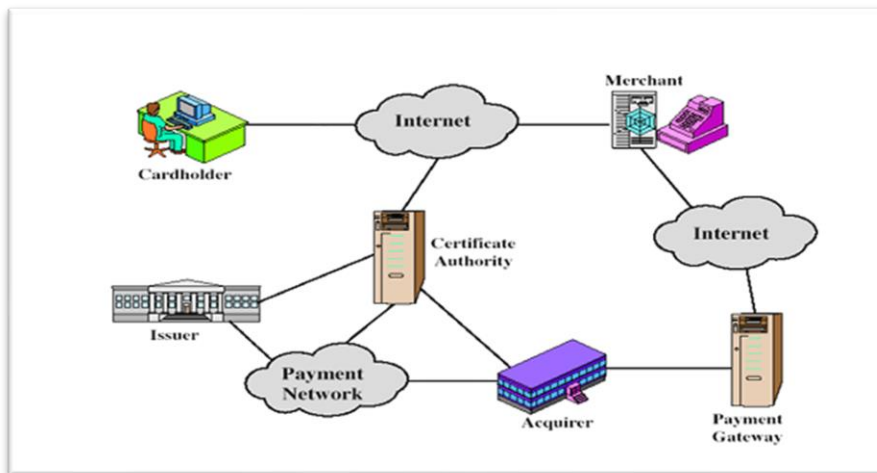 Merchant
Internet
Cardholder
Internet
Certificate
Authority
Issuer
Payment
Network
Acquirer
Payment
Gateway